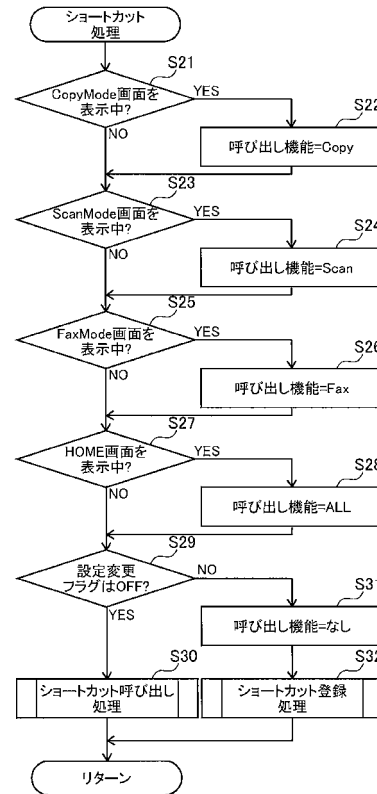 ショートカット
処理
S21
CopyMode画面を
表示中?
YES
NO
S22
呼び出し機能=Copy
S23
ScanMode画面を
表示中?
YES
NO
S24
呼び出し機能=Scan
S25
FaxMode画面を
表示中?
YES
NO
S26
呼び出し機能=Fax
S27
HOME画面を
表示中?
YES
NO
S28
呼び出し機能=ALL
S29
設定変更
フラグはOFF?
NO
YES
S31
呼び出し機能=なし
S30
ショートカット呼び出し
処理
S32
ショートカット登録
処理
リターン